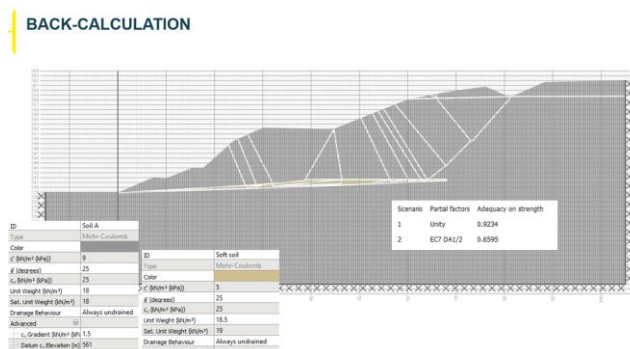 BACK-CALCULATION
Scenario Partial factors Adequacy on strength
1 Unity 0.9234
2 EC7 DA1/2 0.6595
ID Soil A
Type Mohr-Coulomb
Color
c' (kN/m² (kPa)) 9
ϕ' (degrees) 25
cᵤ (kN/m² (kPa)) 25
Unit Weight (kN/m³) 18
Sat. Unit Weight (kN/m³) 18
Drainage Behaviour Always undrained
Advanced
cᵤ Gradient (kN/m³ (kPa 1.5
Datum cᵤ Elevation (m) 561
ID Soft soil
Type Mohr-Coulomb
Color
c' (kN/m² (kPa)) 5
ϕ' (degrees) 25
cᵤ (kN/m² (kPa)) 25
Unit Weight (kN/m³) 18.5
Sat. Unit Weight (kN/m³) 19
Drainage Behaviour Always undrained